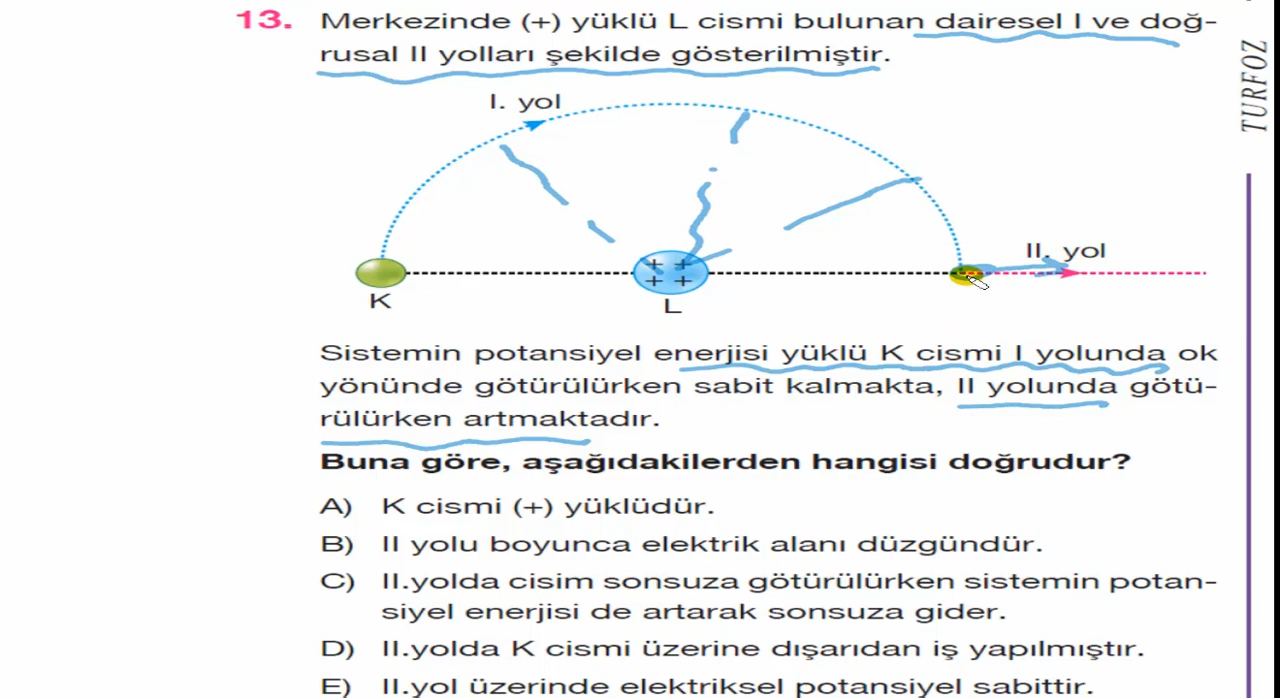 13. Merkezinde (+) yüklü L cismi bulunan dairesel I ve doğ-
rusal II yolları şekilde gösterilmiştir.
TURFOZ
I. yol
II. yol
+ +
+ +
K
L
Sistemin potansiyel enerjisi yüklü K cismi I yolunda ok
yönünde götürülürken sabit kalmakta, II yolunda götü-
rülürken artmaktadır.
Buna göre, aşağıdakilerden hangisi doğrudur?
A) K cismi (+) yüklüdür.
B) II yolu boyunca elektrik alanı düzgündür.
C) II.yolda cisim sonsuza götürülürken sistemin potan-
siyel enerjisi de artarak sonsuza gider.
D) II.yolda K cismi üzerine dışarıdan iş yapılmıştır.
E) II.yol üzerinde elektriksel potansiyel sabittir.